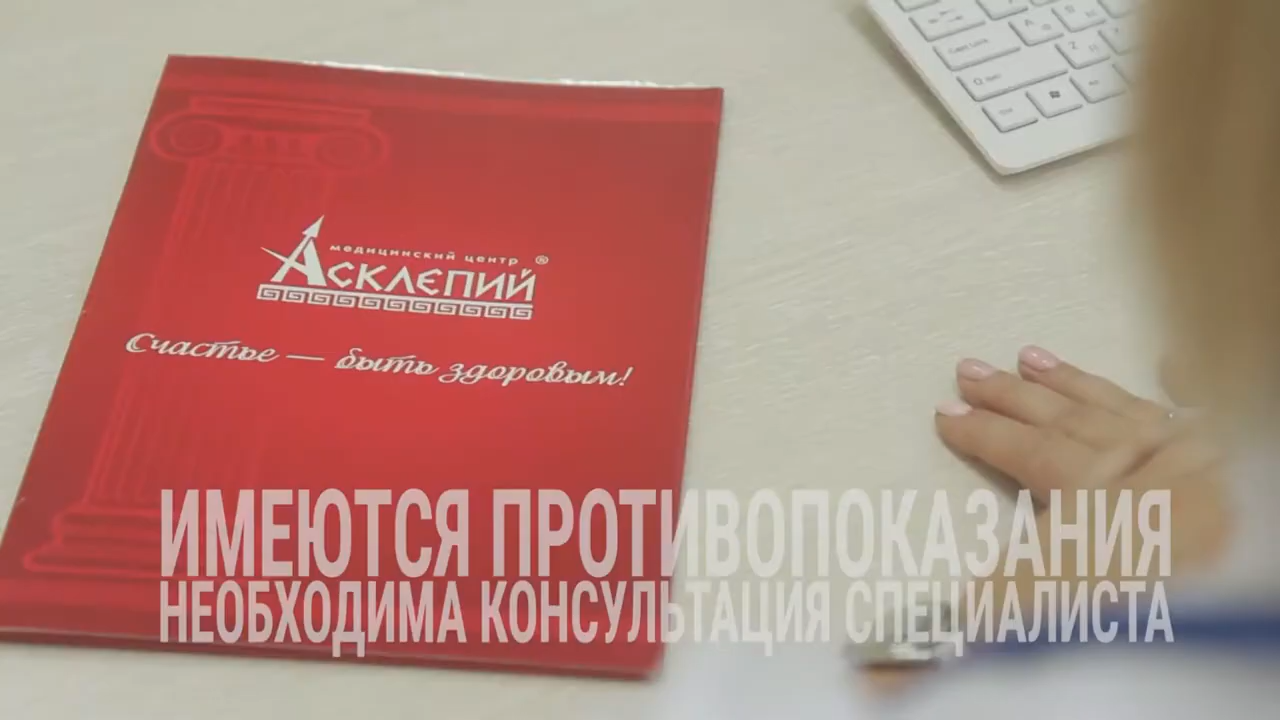 медицинский центр ®
Асклепий
Счастье — быть здоровым!
ИМЕЮТСЯ ПРОТИВОПОКАЗАНИЯ
НЕОБХОДИМА КОНСУЛЬТАЦИЯ СПЕЦИАЛИСТА